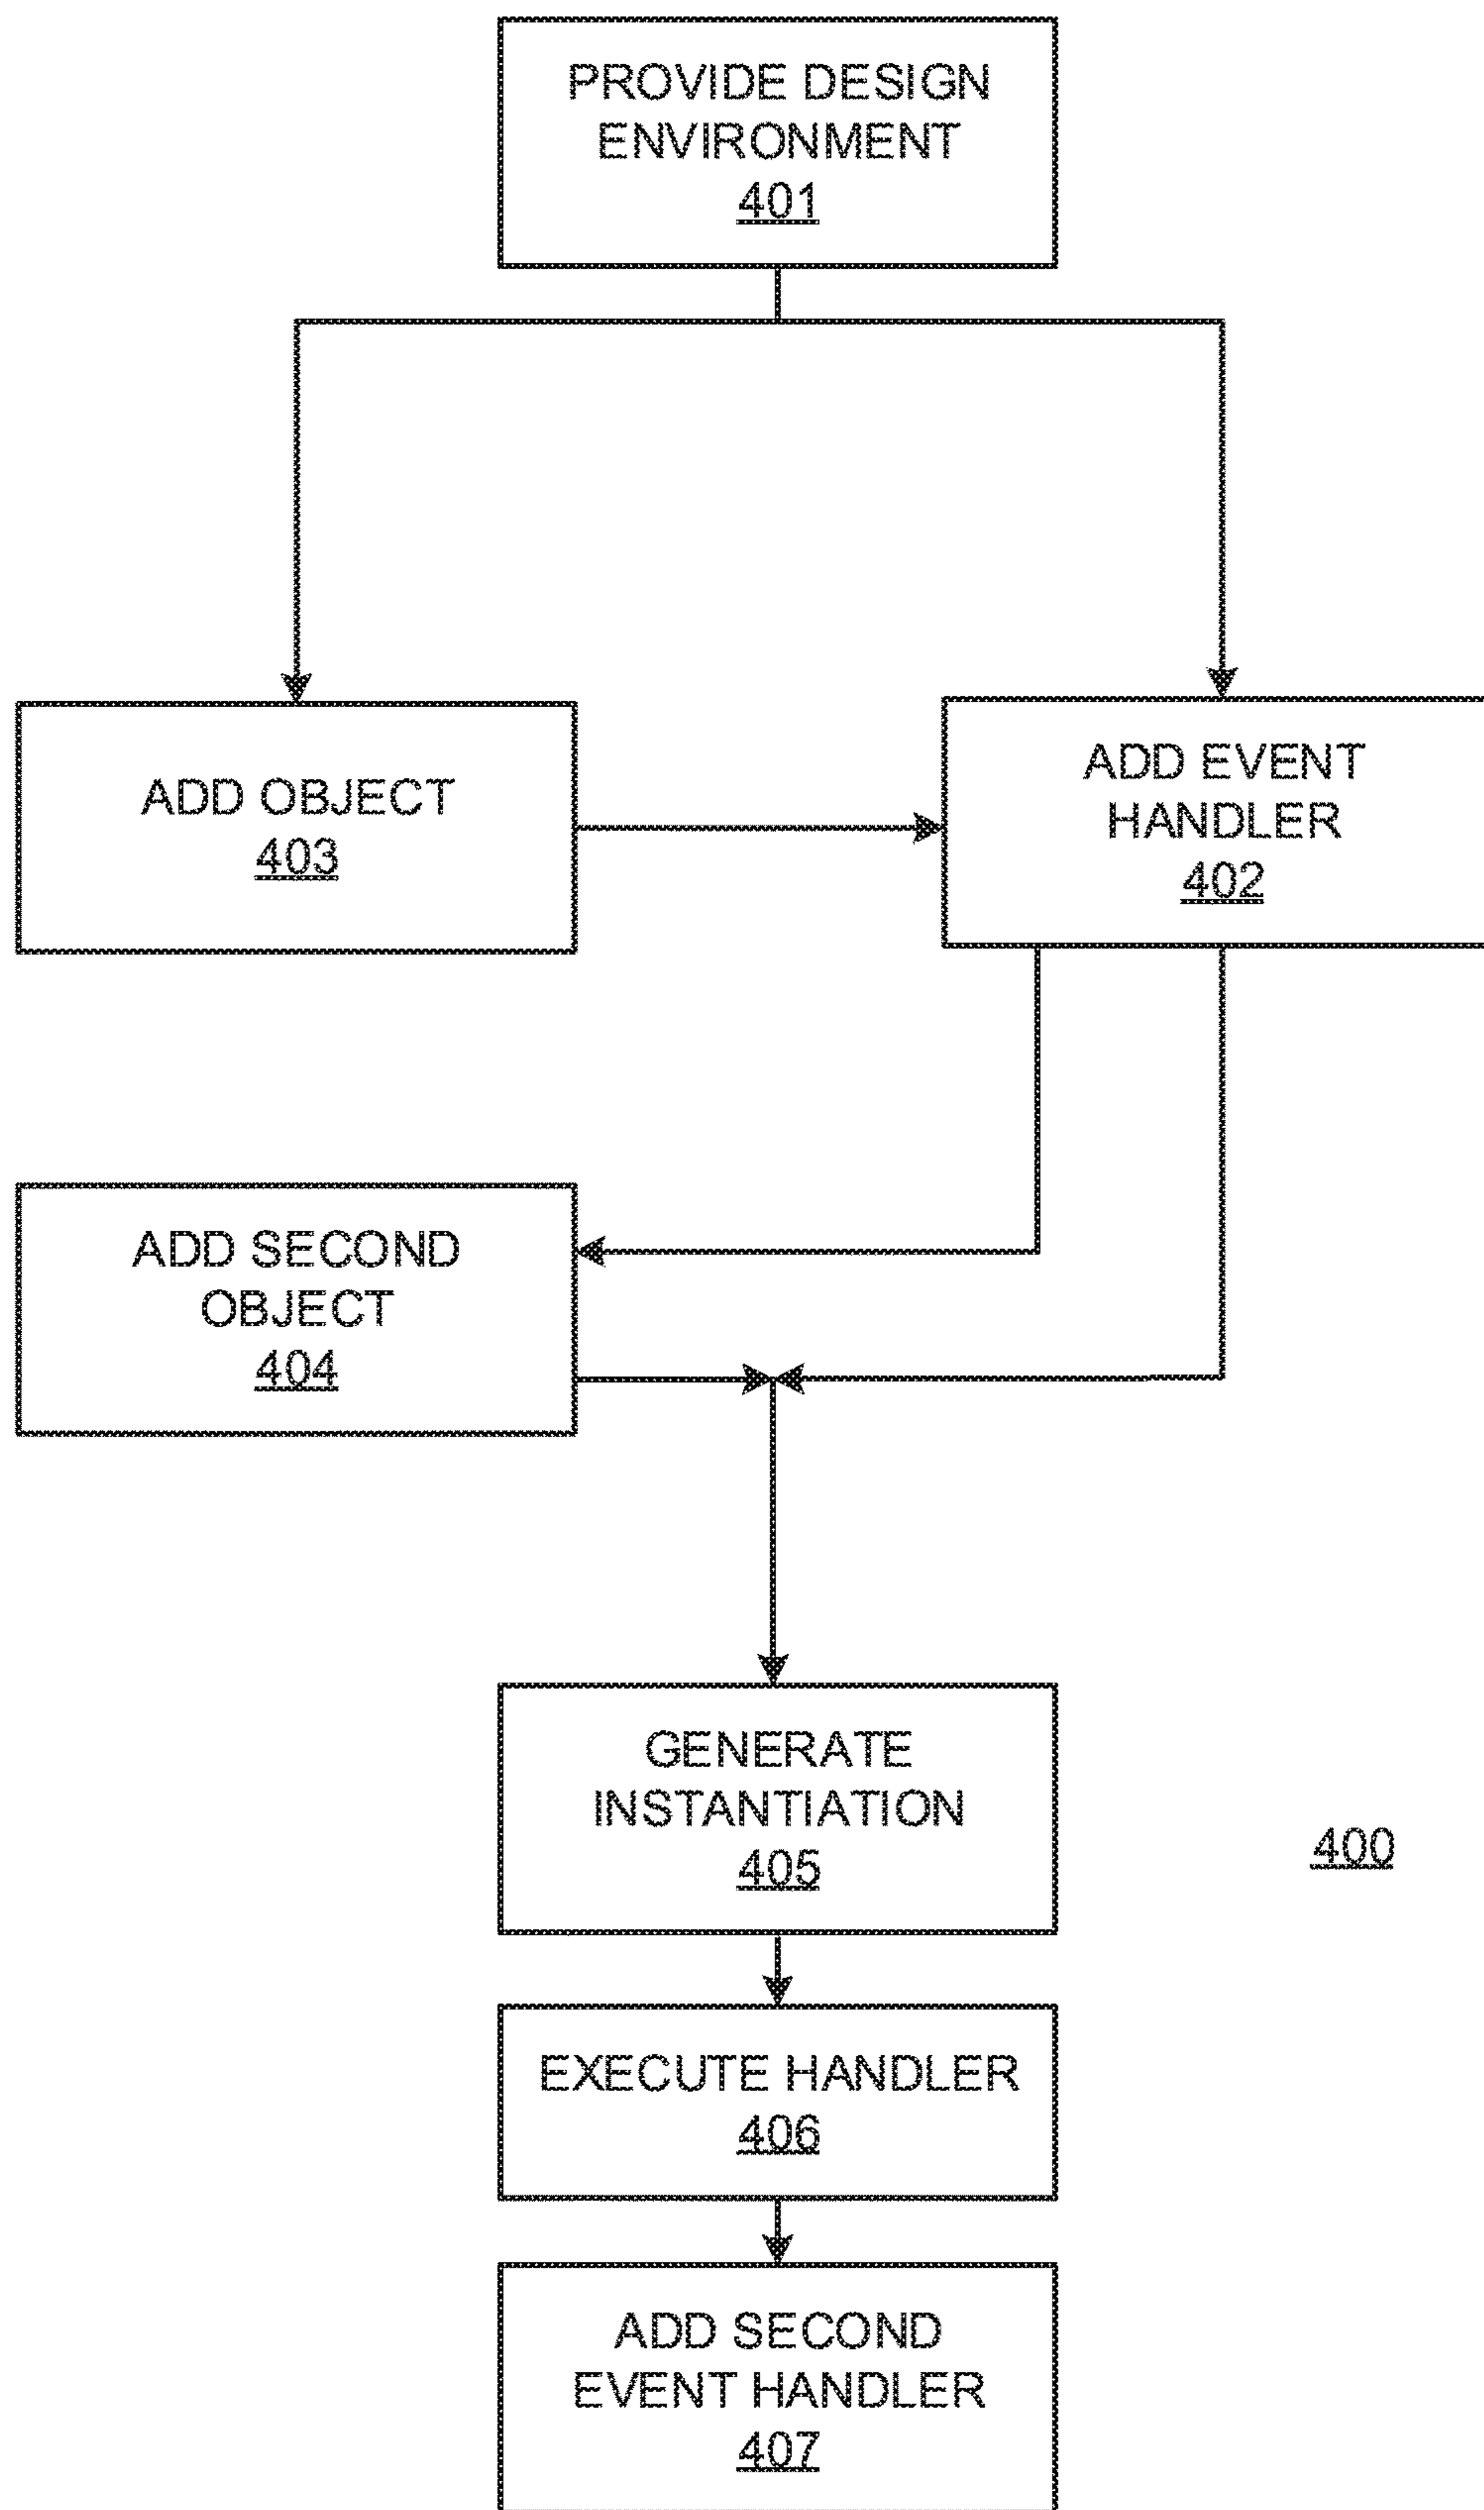 PROVIDE DESIGN
ENVIRONMENT
401
ADD OBJECT
403
ADD EVENT
HANDLER
402
ADD SECOND
OBJECT
404
GENERATE
INSTANTIATION
405
400
EXECUTE HANDLER
406
ADD SECOND
EVENT HANDLER
407